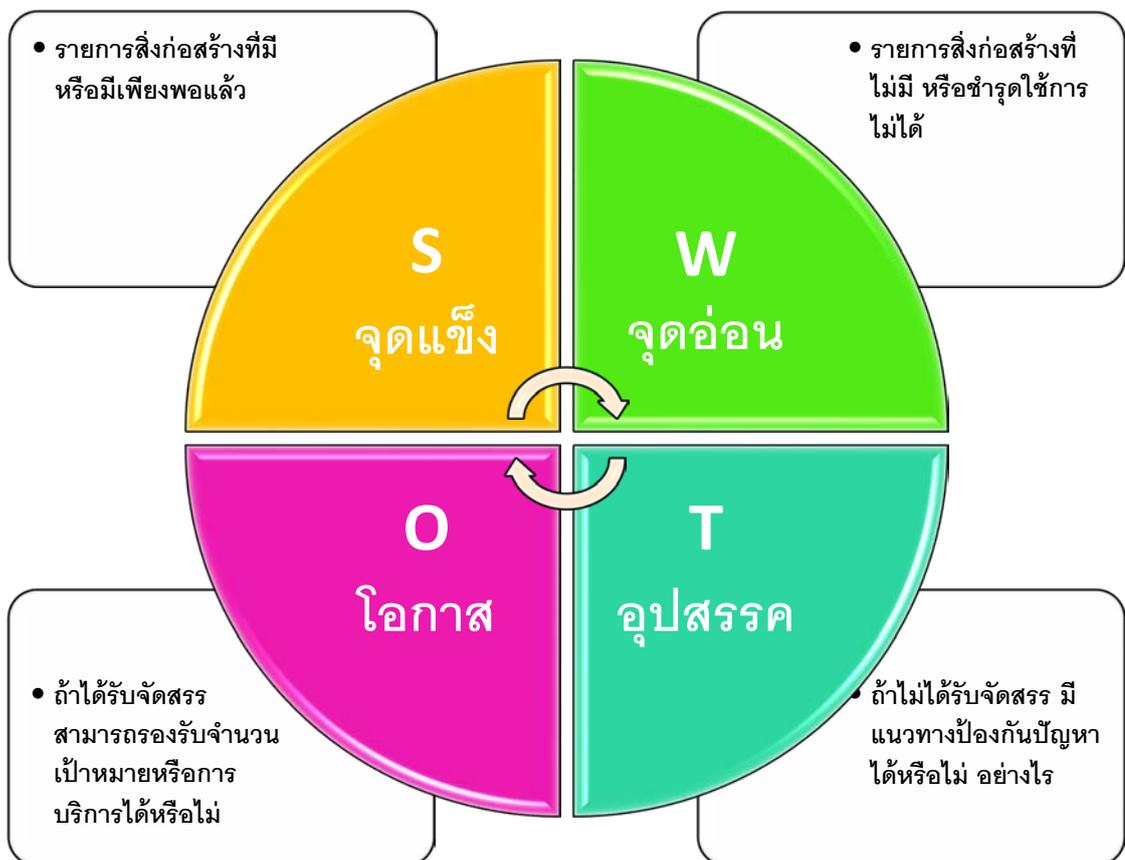 • รายการสิ่งก่อสร้างที่มี
หรือมีเพียงพอแล้ว
• รายการสิ่งก่อสร้างที่
ไม่มี หรือชำรุดใช้การ
ไม่ได้
S
จุดแข็ง
W
จุดอ่อน
O
โอกาส
T
อุปสรรค
• ถ้าได้รับจัดสรร
สามารถรองรับจำนวน
เป้าหมายหรือการ
บริการได้หรือไม่
• ถ้าไม่ได้รับจัดสรร มี
แนวทางป้องกันปัญหา
ได้หรือไม่ อย่างไร